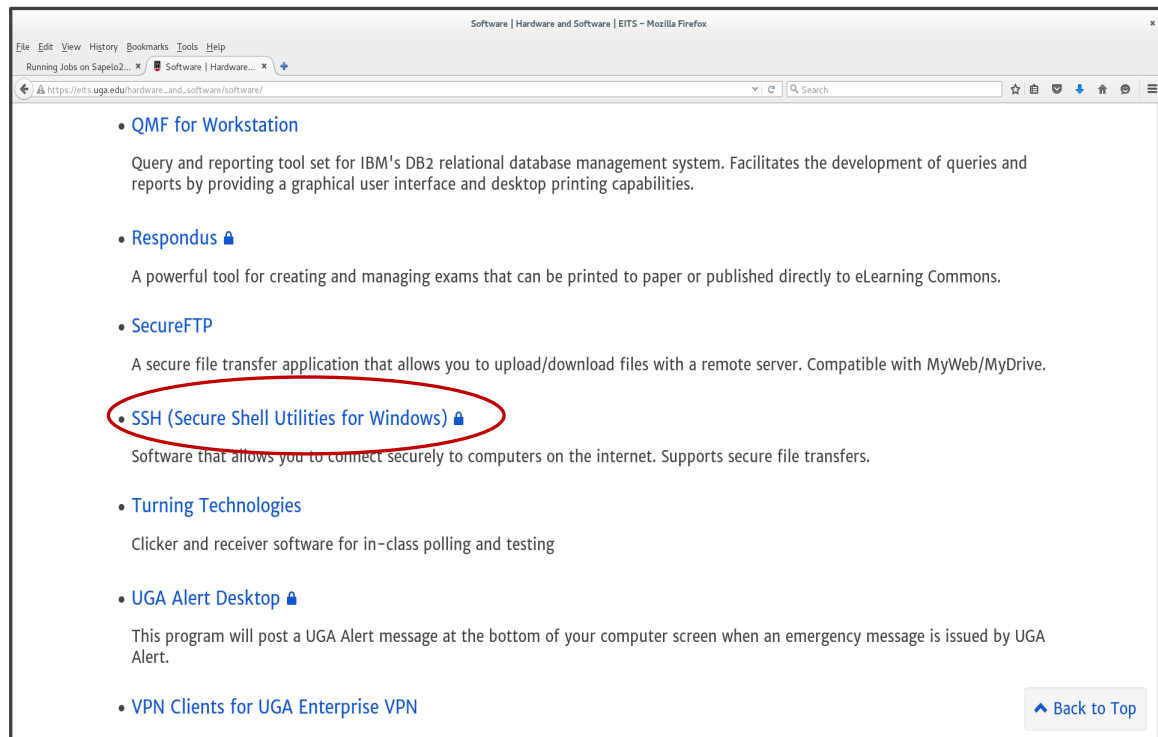 Software | Hardware and Software | EITS – Mozilla Firefox
File Edit View History Bookmarks Tools Help
Running Jobs on Sapelo2... Software | Hardware...
https://eits.uga.edu/hardware_and_software/software/ Search
• QMF for Workstation
Query and reporting tool set for IBM's DB2 relational database management system. Facilitates the development of queries and
reports by providing a graphical user interface and desktop printing capabilities.
• Respondus
A powerful tool for creating and managing exams that can be printed to paper or published directly to eLearning Commons.
• SecureFTP
A secure file transfer application that allows you to upload/download files with a remote server. Compatible with MyWeb/MyDrive.
• SSH (Secure Shell Utilities for Windows)
Software that allows you to connect securely to computers on the internet. Supports secure file transfers.
• Turning Technologies
Clicker and receiver software for in-class polling and testing
• UGA Alert Desktop
This program will post a UGA Alert message at the bottom of your computer screen when an emergency message is issued by UGA
Alert.
• VPN Clients for UGA Enterprise VPN
Back to Top